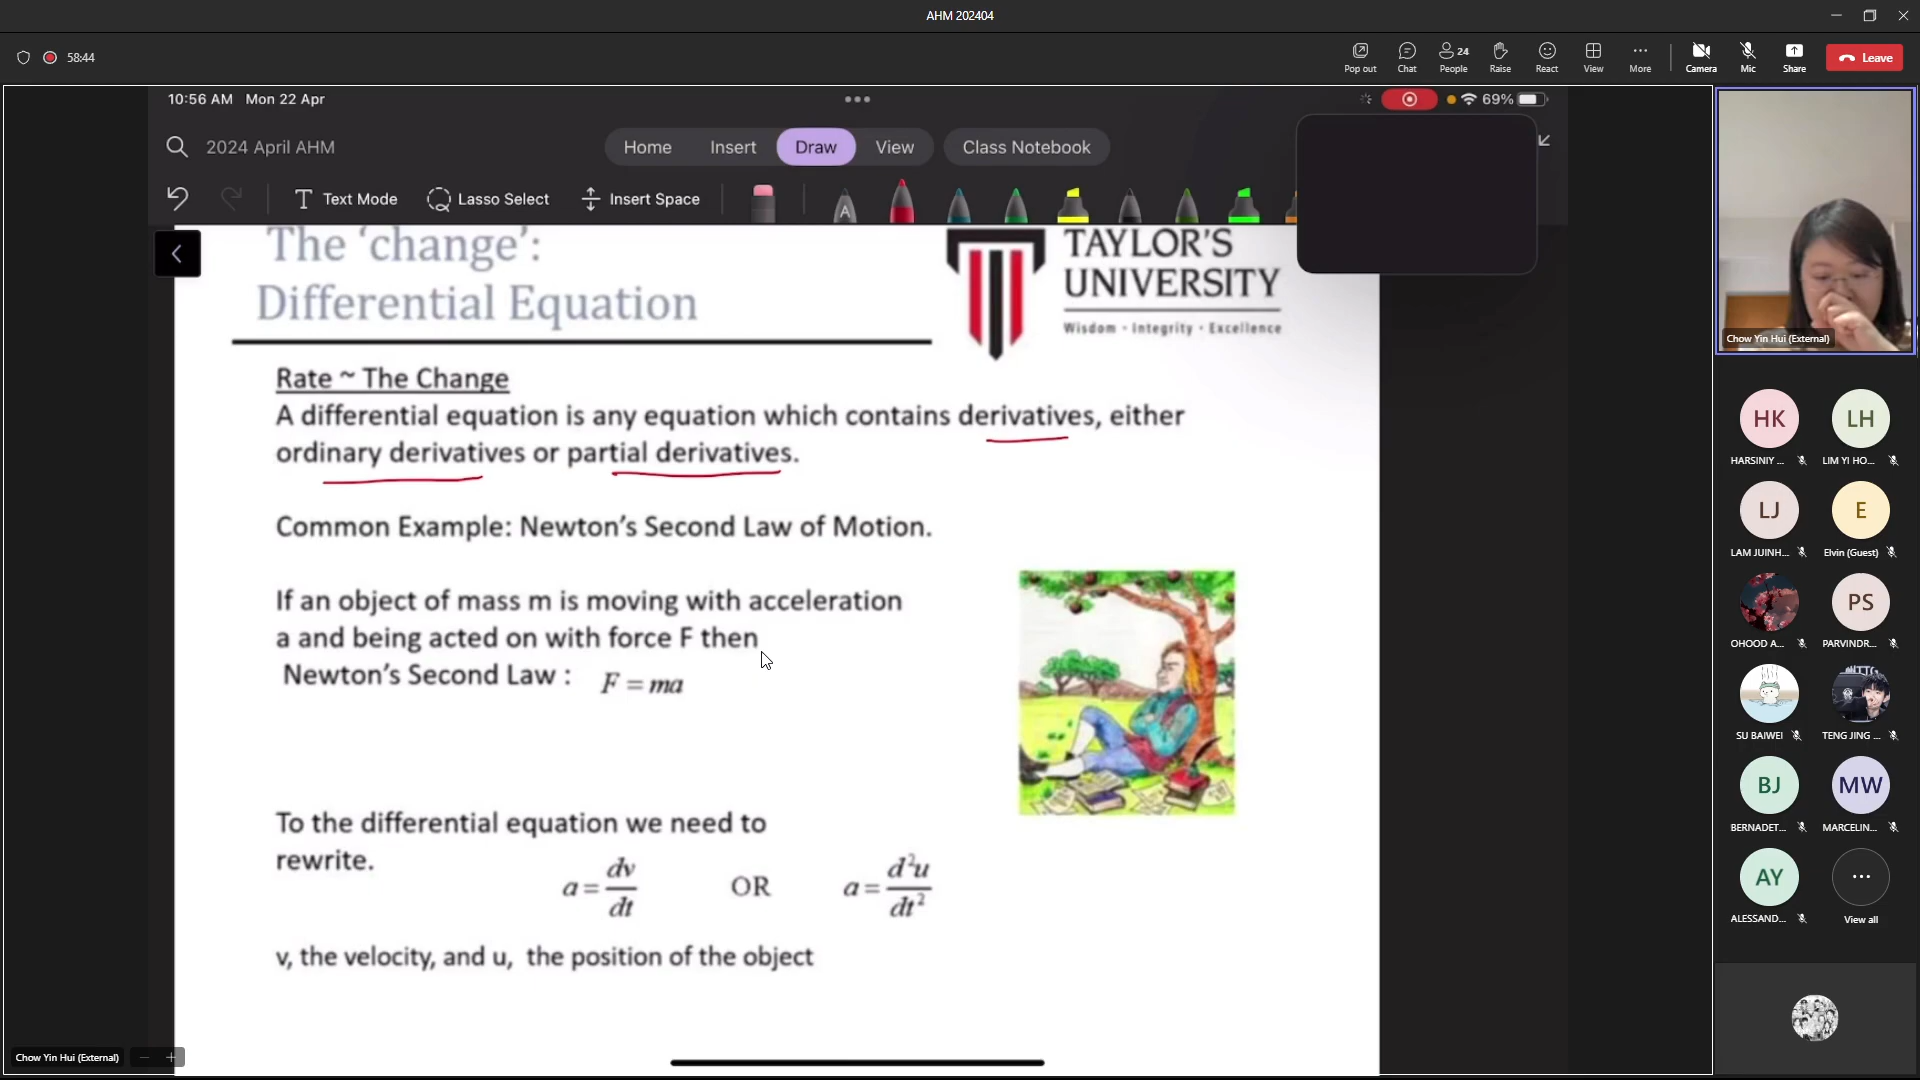 AHM 202404
58:44
Pop out
Chat
24
People
Raise
React
View
More
Camera
Mic
Share
Leave
10:56 AM Mon 22 Apr
69%
2024 April AHM
Home
Insert
Draw
View
Class Notebook
Text Mode
Lasso Select
Insert Space
A
The ‘change’:
Differential Equation
TAYLOR'S
UNIVERSITY
Wisdom · Integrity · Excellence
Rate ~ The Change
A differential equation is any equation which contains derivatives, either
ordinary derivatives or partial derivatives.
Common Example: Newton’s Second Law of Motion.
If an object of mass m is moving with acceleration
a and being acted on with force F then
Newton’s Second Law : F = ma
To the differential equation we need to
rewrite.
a = dv/dt OR a = d²u/dt²
v, the velocity, and u, the position of the object
Chow Yin Hui (External)
Chow Yin Hui (External)
HK
HARSINIY ...
LH
LIM YI HO...
LJ
LAM JUINH...
E
Elvin (Guest)
OHOOD A...
PS
PARVINDR...
SU BAIWEI
TENG JING ...
BJ
BERNADET...
MW
MARCELIN...
AY
ALESSAND...
View all